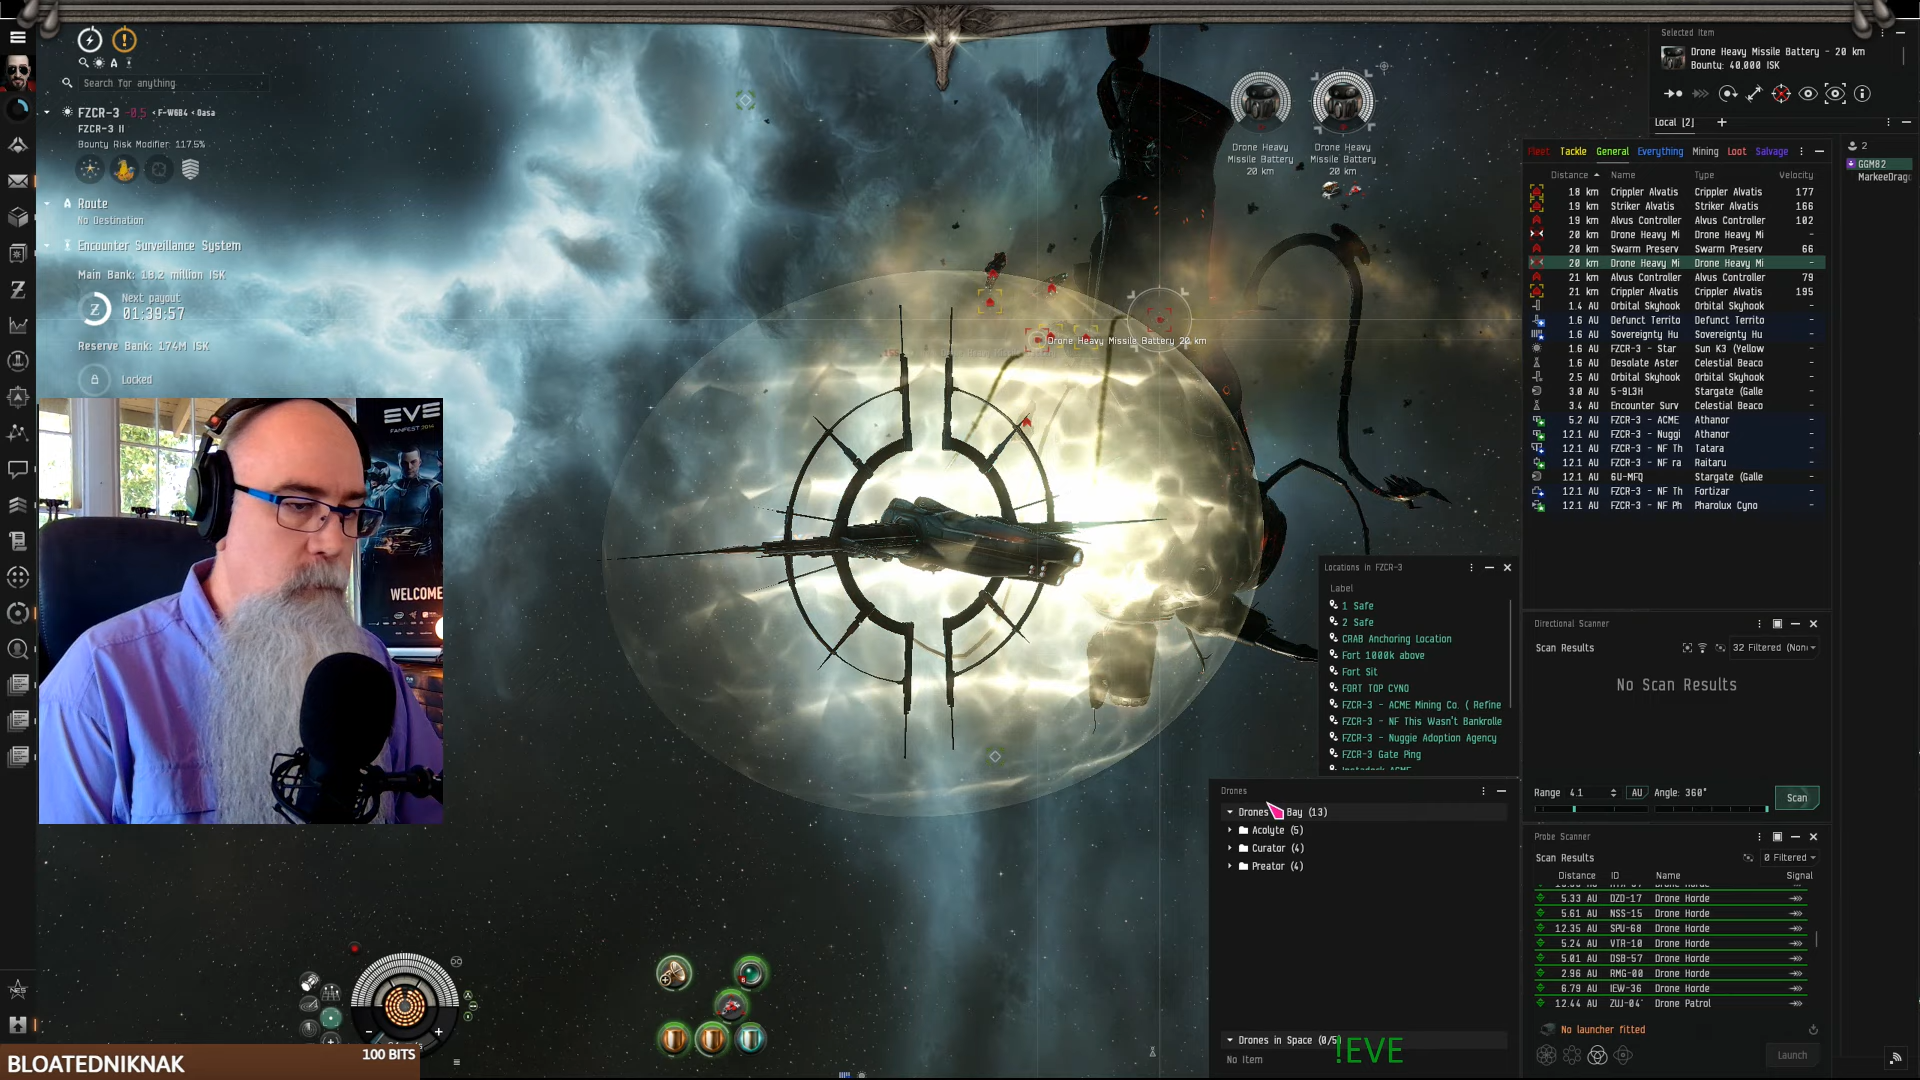 Search for anything
FZCR-3 -0.5 < F-W6B4 < Oasa
FZCR-3 II
Bounty Risk Modifier: 117.5%
Route
No Destination
Encounter Surveillance System
Main Bank: 18.2 million ISK
Next payout
01:39:57
Reserve Bank: 174M ISK
Locked
EVE
FANFEST 2014
WELCOME
BLOATEDNIKNAK
100 BITS
Drone Heavy Missile Battery 20 km
Drone Heavy Missile Battery 20 km
Drone Heavy Missile Battery 20 km
Selected Item
Drone Heavy Missile Battery - 20 km
Bounty: 40.000 ISK
Local [2]
2
GGM82
MarkeeDrag
Fleet Tackle General Everything Mining Loot Salvage
Distance Name Type Velocity
18 km Crippler Alvatis Crippler Alvatis 177
19 km Striker Alvatis Striker Alvatis 166
19 km Alvus Controller Alvus Controller 102
20 km Drone Heavy Mi Drone Heavy Mi -
20 km Swarm Preserv Swarm Preserv 66
20 km Drone Heavy Mi Drone Heavy Mi -
21 km Alvus Controller Alvus Controller 79
21 km Crippler Alvatis Crippler Alvatis 195
1.4 AU Orbital Skyhook Orbital Skyhook -
1.6 AU Defunct Territo Defunct Territo -
1.6 AU Sovereignty Hu Sovereignty Hu -
1.6 AU FZCR-3 - Star Sun K3 (Yellow -
1.6 AU Desolate Aster Celestial Beaco -
2.5 AU Orbital Skyhook Orbital Skyhook -
3.0 AU 5-9L3H Stargate (Galle -
3.4 AU Encounter Surv Celestial Beaco -
5.2 AU FZCR-3 - ACME Athanor -
12.1 AU FZCR-3 - Nuggi Athanor -
12.1 AU FZCR-3 - NF Th Tatara -
12.1 AU FZCR-3 - NF ra Raitaru -
12.1 AU 6U-MFQ Stargate (Galle -
12.1 AU FZCR-3 - NF Th Fortizar -
12.1 AU FZCR-3 - NF Ph Pharolux Cyno -
Locations in FZCR-3
Label
1 Safe
2 Safe
CRAB Anchoring Location
Fort 1000k above
Fort Sit
FORT TOP CYNO
FZCR-3 - ACME Mining Co. ( Refine
FZCR-3 - NF This Wasn't Bankrolle
FZCR-3 - Nuggie Adoption Agency
FZCR-3 Gate Ping
Directional Scanner
Scan Results
32 Filtered (Non
No Scan Results
Range 4.1 AU Angle: 360° Scan
Drones
Drones Bay (13)
Acolyte (5)
Curator (4)
Preator (4)
Drones in Space (0/5)
No Item
!EVE
Probe Scanner
Scan Results
0 Filtered
Distance ID Name Signal
5.33 AU DZD-17 Drone Horde
5.61 AU NSS-15 Drone Horde
12.35 AU SPU-68 Drone Horde
5.24 AU VTR-10 Drone Horde
5.01 AU DSB-57 Drone Horde
2.96 AU RMG-00 Drone Horde
6.79 AU IEW-36 Drone Horde
12.44 AU ZUJ-04 Drone Patrol
No launcher fitted
Launch